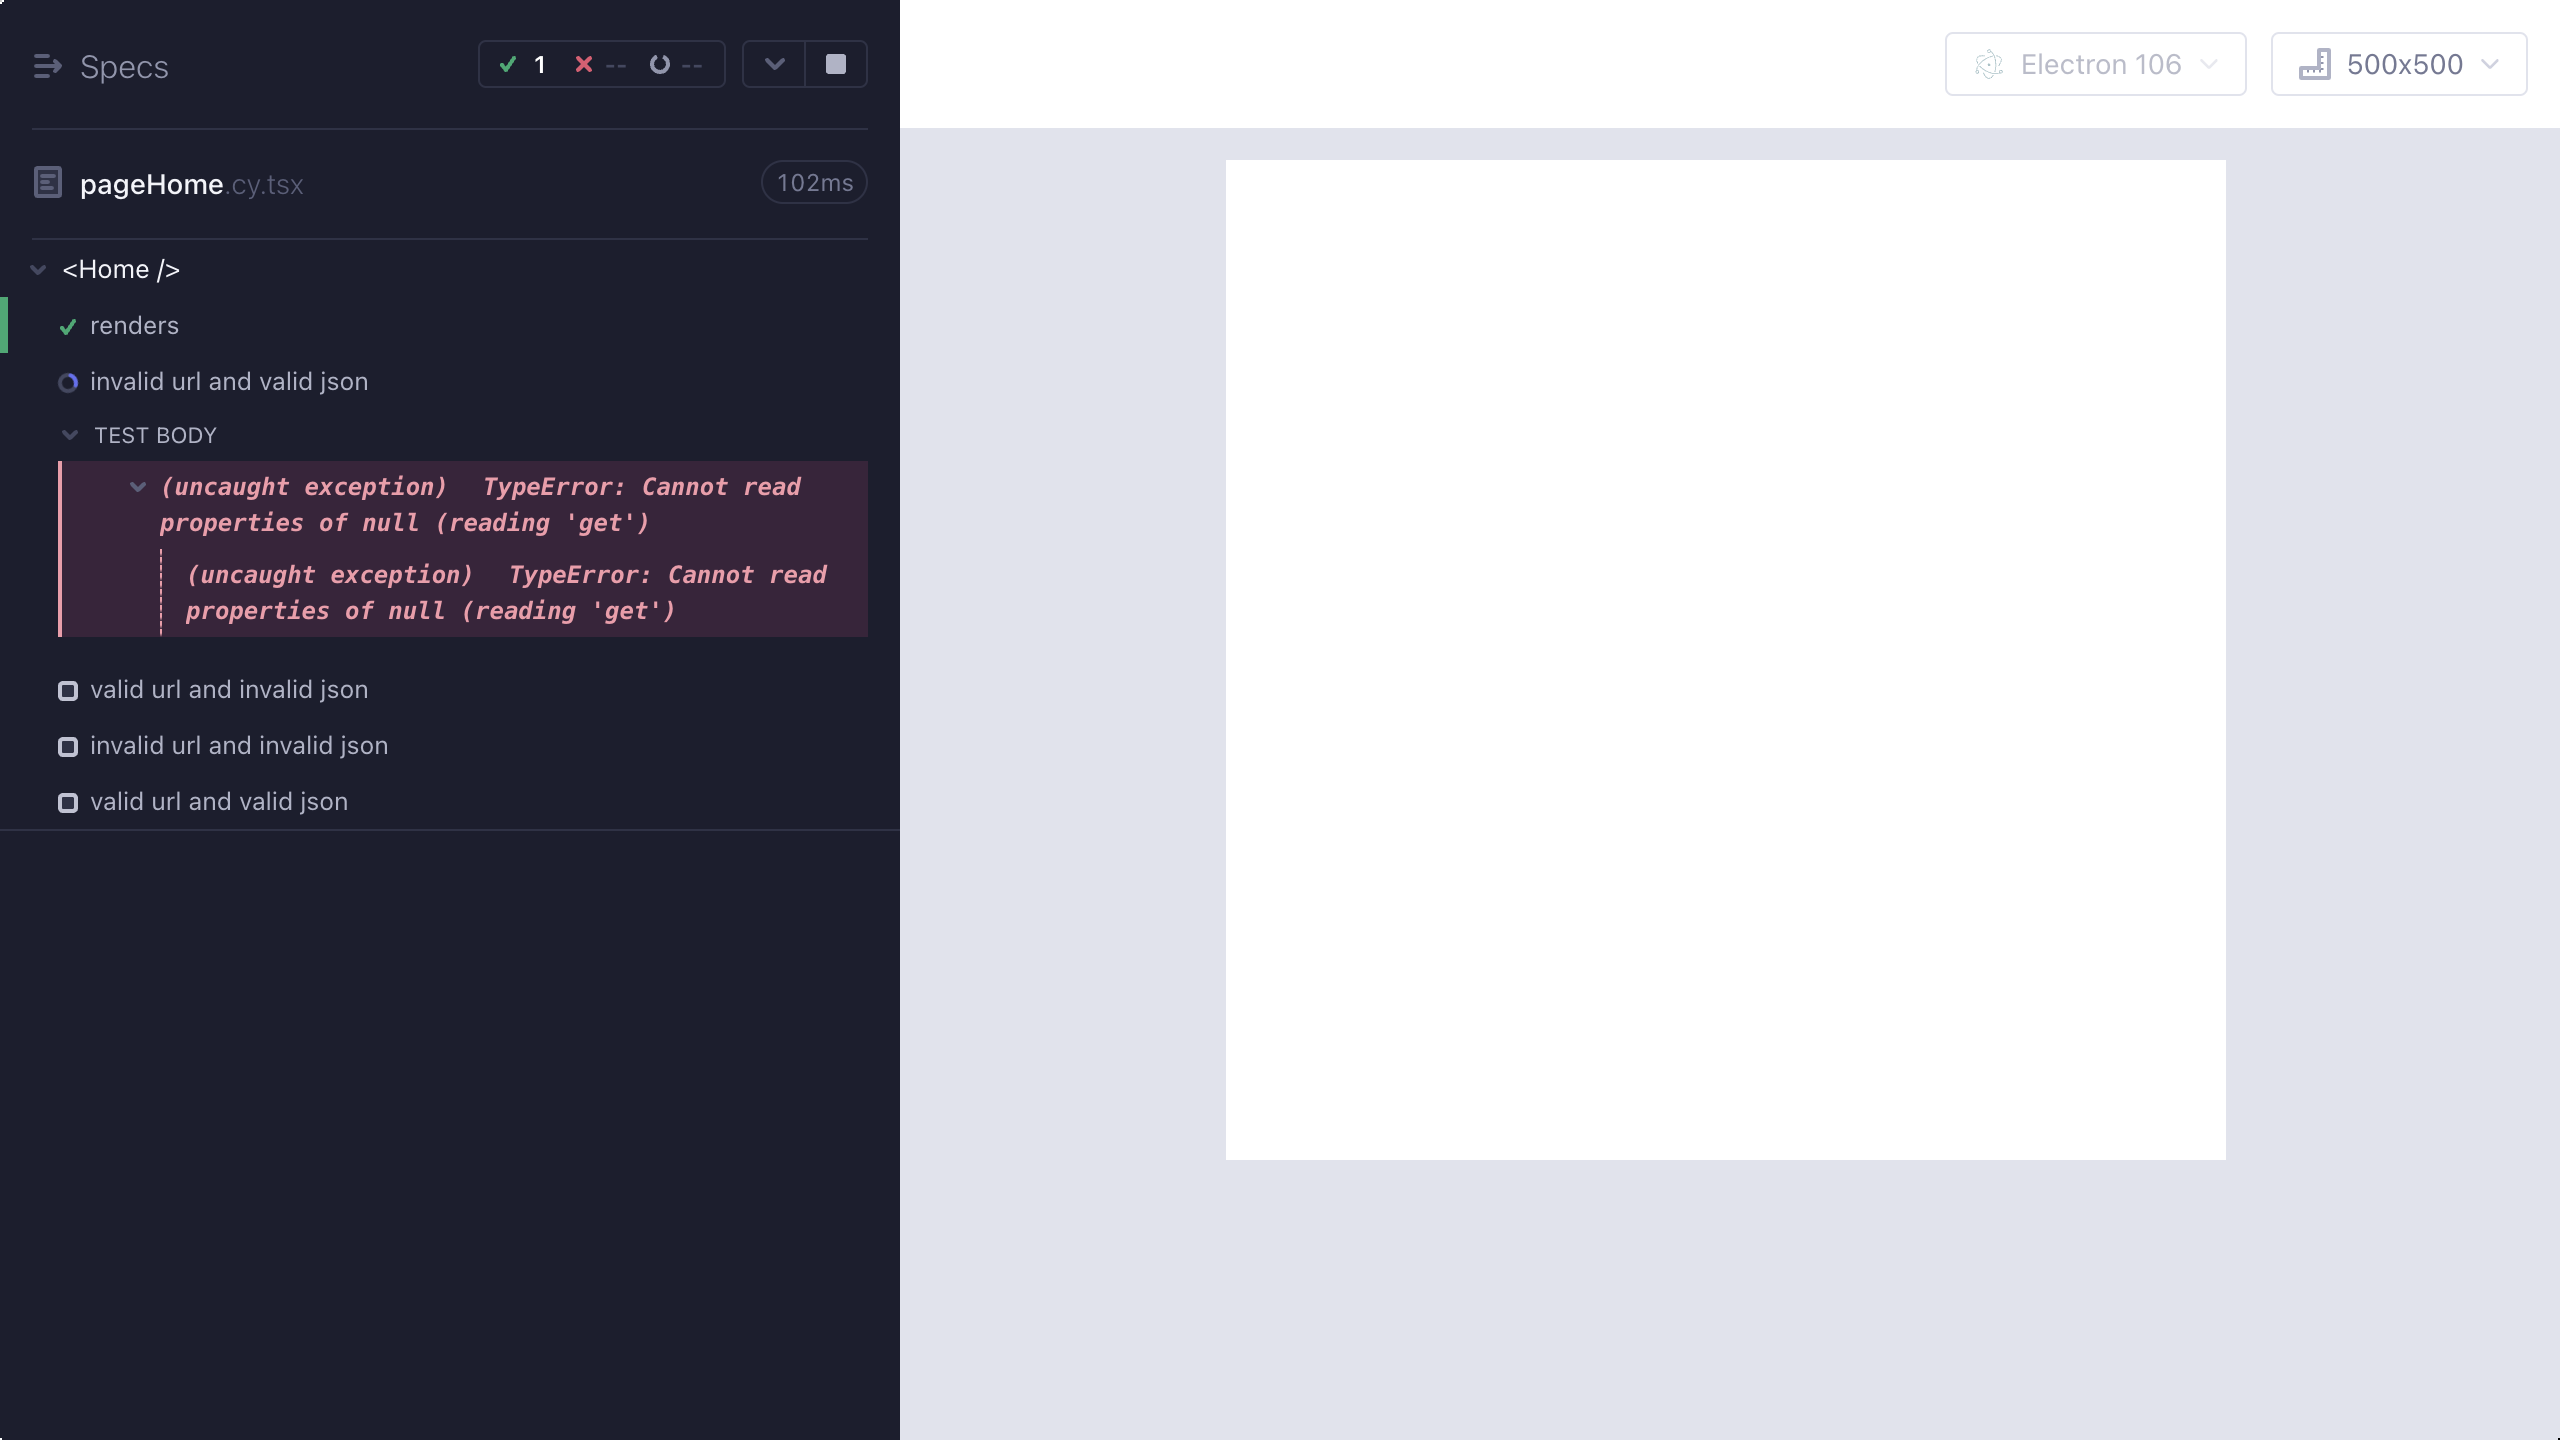 Specs
1 -- --
Electron 106
500x500
pageHome.cy.tsx
102ms
<Home />
renders
invalid url and valid json
TEST BODY
(uncaught exception) TypeError: Cannot read
properties of null (reading 'get')
(uncaught exception) TypeError: Cannot read
properties of null (reading 'get')
valid url and invalid json
invalid url and invalid json
valid url and valid json